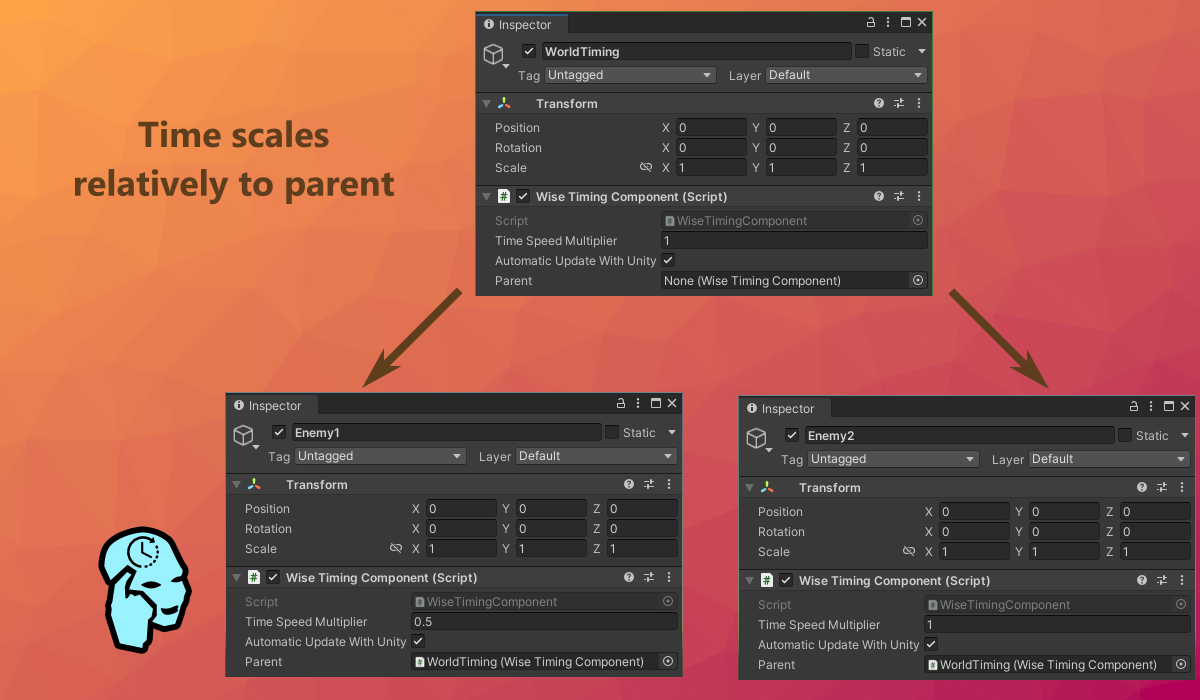 Time scales
relatively to parent
Inspector
WorldTiming
Static
Tag Untagged Layer Default
Transform
Position X 0 Y 0 Z 0
Rotation X 0 Y 0 Z 0
Scale X 1 Y 1 Z 1
# Wise Timing Component (Script)
Script WiseTimingComponent
Time Speed Multiplier 1
Automatic Update With Unity
Parent None (Wise Timing Component)
Inspector
Enemy1 Static
Tag Untagged Layer Default
Transform
Position X 0 Y 0 Z 0
Rotation X 0 Y 0 Z 0
Scale X 1 Y 1 Z 1
# Wise Timing Component (Script)
Script WiseTimingComponent
Time Speed Multiplier 0.5
Automatic Update With Unity
Parent WorldTiming (Wise Timing Component)
Inspector
Enemy2 Static
Tag Untagged Layer Default
Transform
Position X 0 Y 0 Z 0
Rotation X 0 Y 0 Z 0
Scale X 1 Y 1 Z 1
# Wise Timing Component (Script)
Script WiseTimingComponent
Time Speed Multiplier 1
Automatic Update With Unity
Parent WorldTiming (Wise Timing Component)